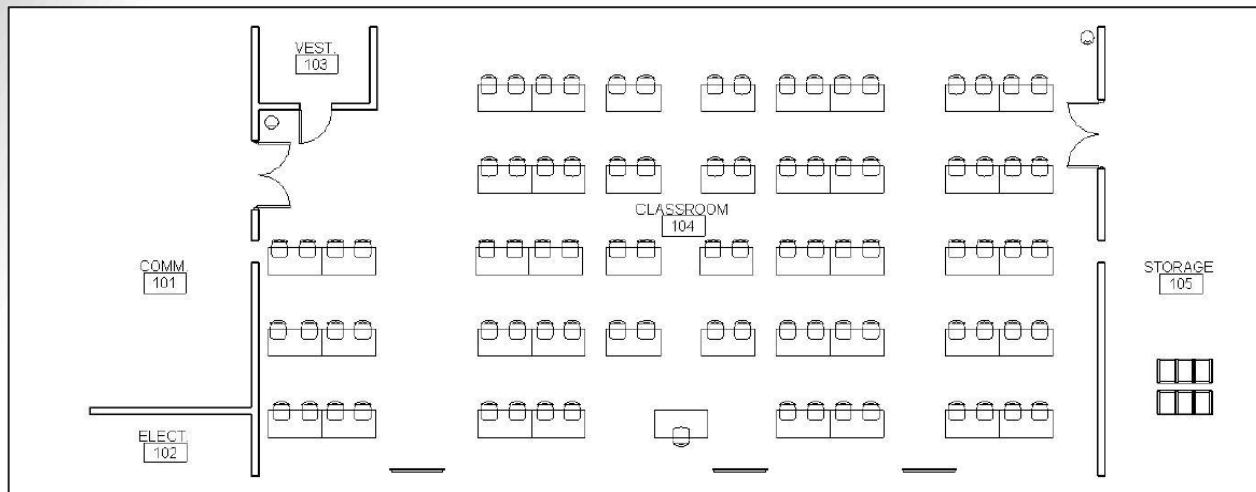 VEST.
103
CLASSROOM
104
COMM.
101
STORAGE
105
ELECT.
102